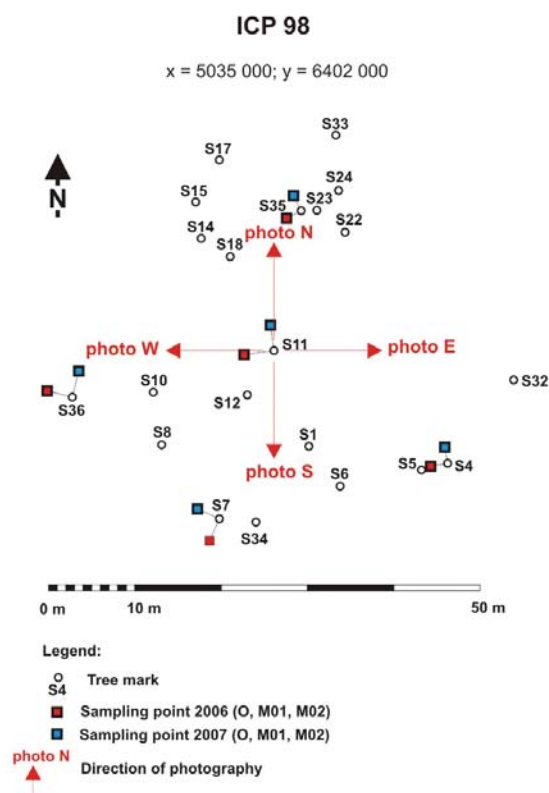 ICP 98
x = 5035 000; y = 6402 000
S33
S17
S24
S15
S35 S23
N
S14
S22
photo N
S18
S11
photo W
photo E
S10
S32
S36
S12
S8
S1
S5 S4
photo S
S6
S7
S34
0 m 10 m 50 m
Legend:
S4 Tree mark
Sampling point 2006 (O, M01, M02)
Sampling point 2007 (O, M01, M02)
photo N
Direction of photography